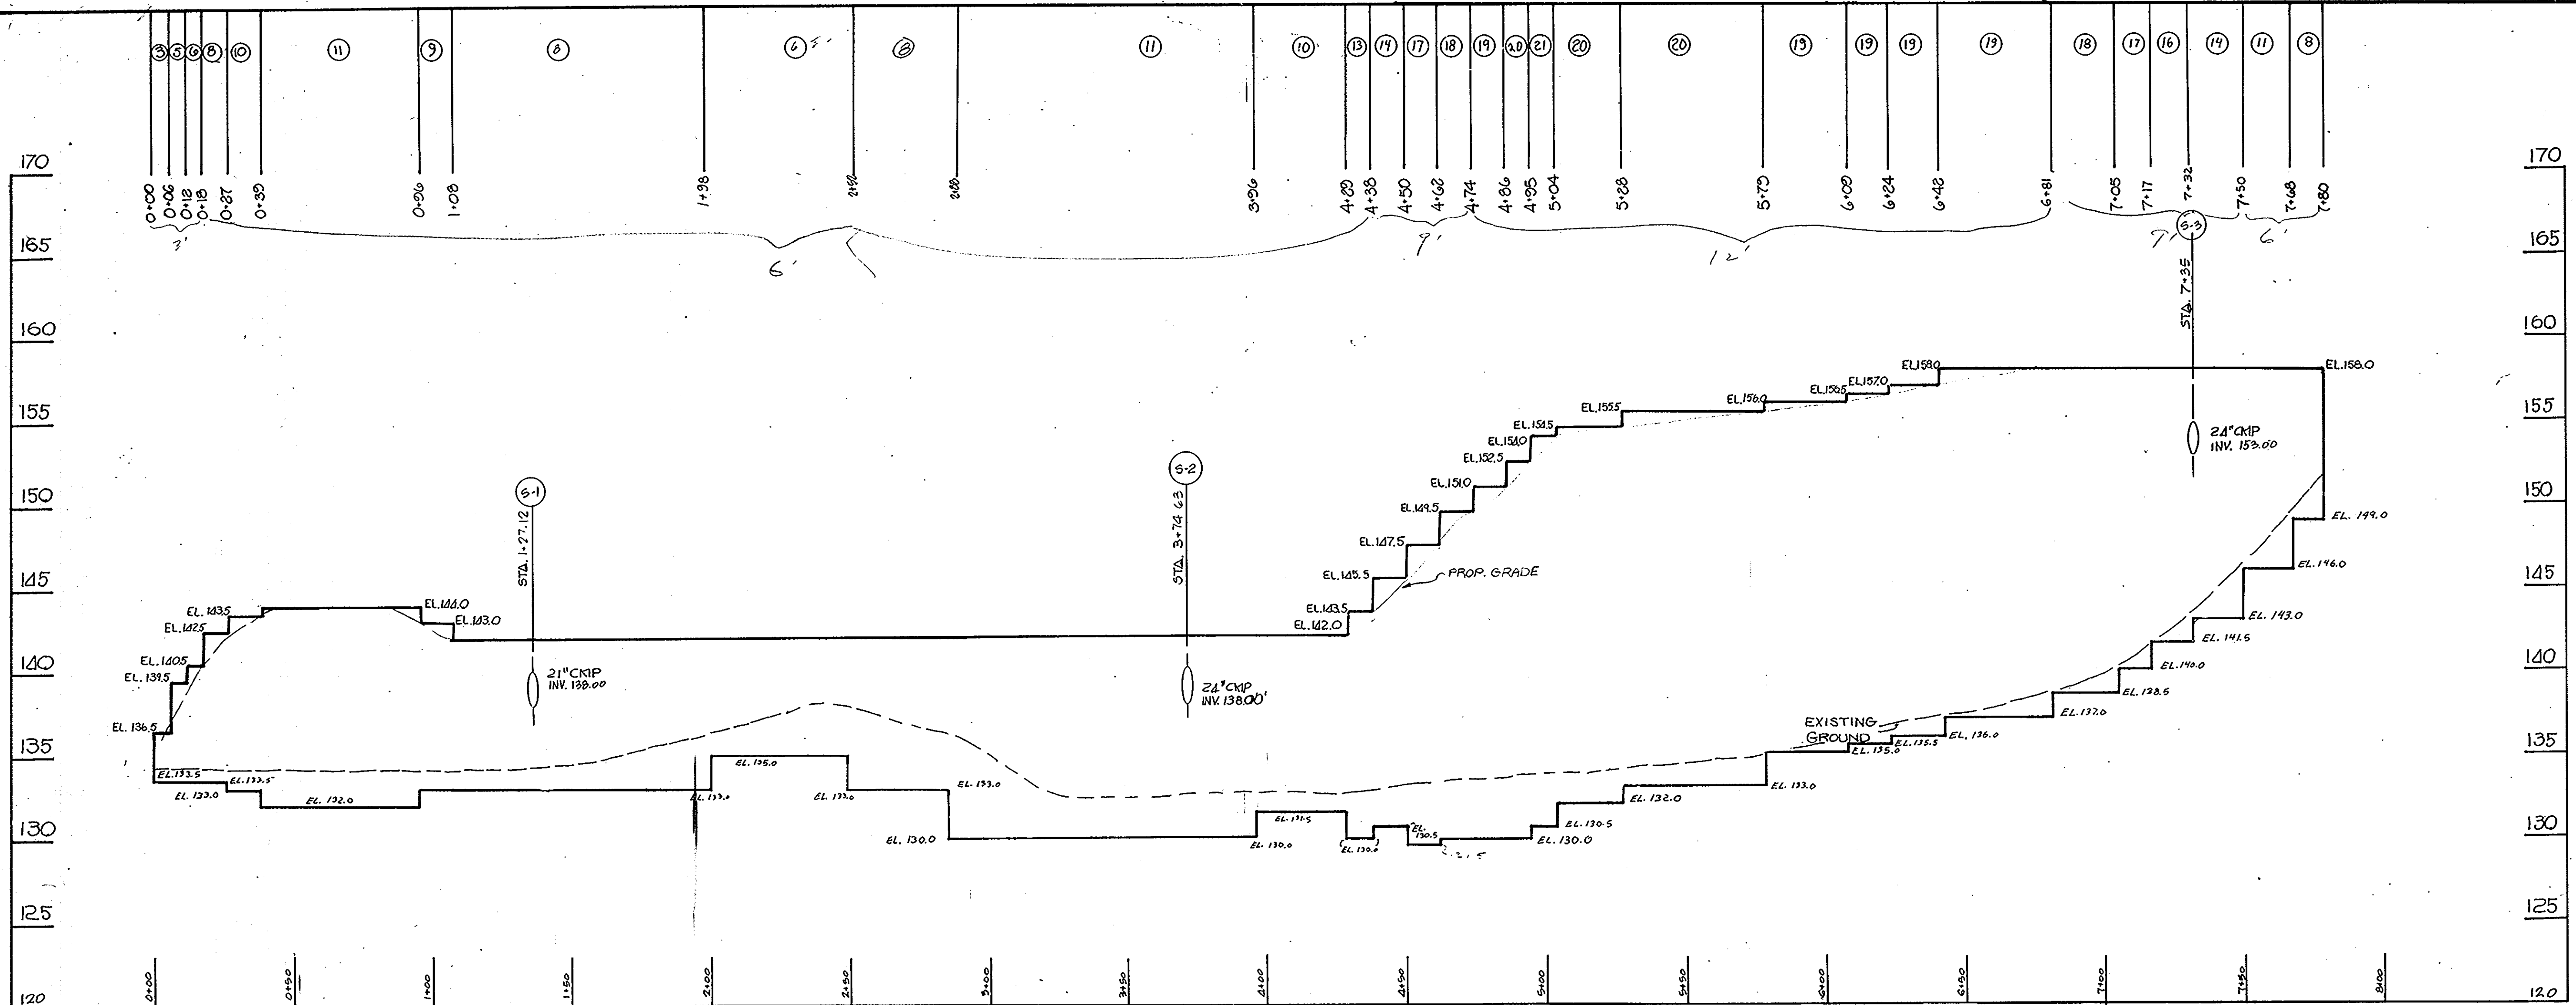 3 5 6 8 10 11 9 8 6 8 11 10 13 14 17 18 19 20 21 20 20 19 19 19 19 18 17 16 14 11 8
170 170
0+00 0+06 0+12 0+18 0+27 0+39 0+96 1+08 1+98 2+52 2+88 3+96 4+29 4+38 4+50 4+62 4+74 4+86 4+95 5+04 5+28 5+79 6+09 6+24 6+42 6+81 7+05 7+17 7+32 7+50 7+68 7+80
3' 6' 9' 12' 9' 6'
S-3
STA. 7+35
165 165
160 160
EL.158.0 EL.158.0
EL.156.0 EL.156.5 EL.157.0
EL.155.5
155 155
EL.154.5
EL.154.0
EL.152.5
24"CMP
INV. 153.00
S-2
STA. 3+74.63
S-1
STA. 1+27.12
EL.151.0
150 150
EL.149.5
EL. 149.0
EL.147.5
EL. 146.0
EL.145.5
PROP. GRADE
145 145
EL.144.0
EL.143.5
EL.143.0
EL.142.5
EL.143.5
EL.142.0
EL. 143.0
EL. 141.5
EL. 140.0
EL.140.5
140 140
EL. 139.5
21"CMP
INV. 138.00
24"CMP
INV. 138.00'
EL. 138.5
EL. 137.0
EL. 136.5
EXISTING
GROUND
EL. 136.0
EL.135.5
EL.135.0
135 135
EL.133.5 EL.133.5
EL. 135.0
EL. 133.0 EL. 132.0 EL. 133.0 EL. 133.0 EL. 133.0
EL. 133.0
EL. 132.0
EL. 131.5
EL. 130.5
EL. 130.5
130 130
EL. 130.0 EL. 130.0 (EL. 130.0) EL. 130.0
125 125
0+00 0+50 1+00 1+50 2+00 2+50 3+00 3+50 4+00 4+50 5+00 5+50 6+00 6+50 7+00 7+50 8+00
120 120